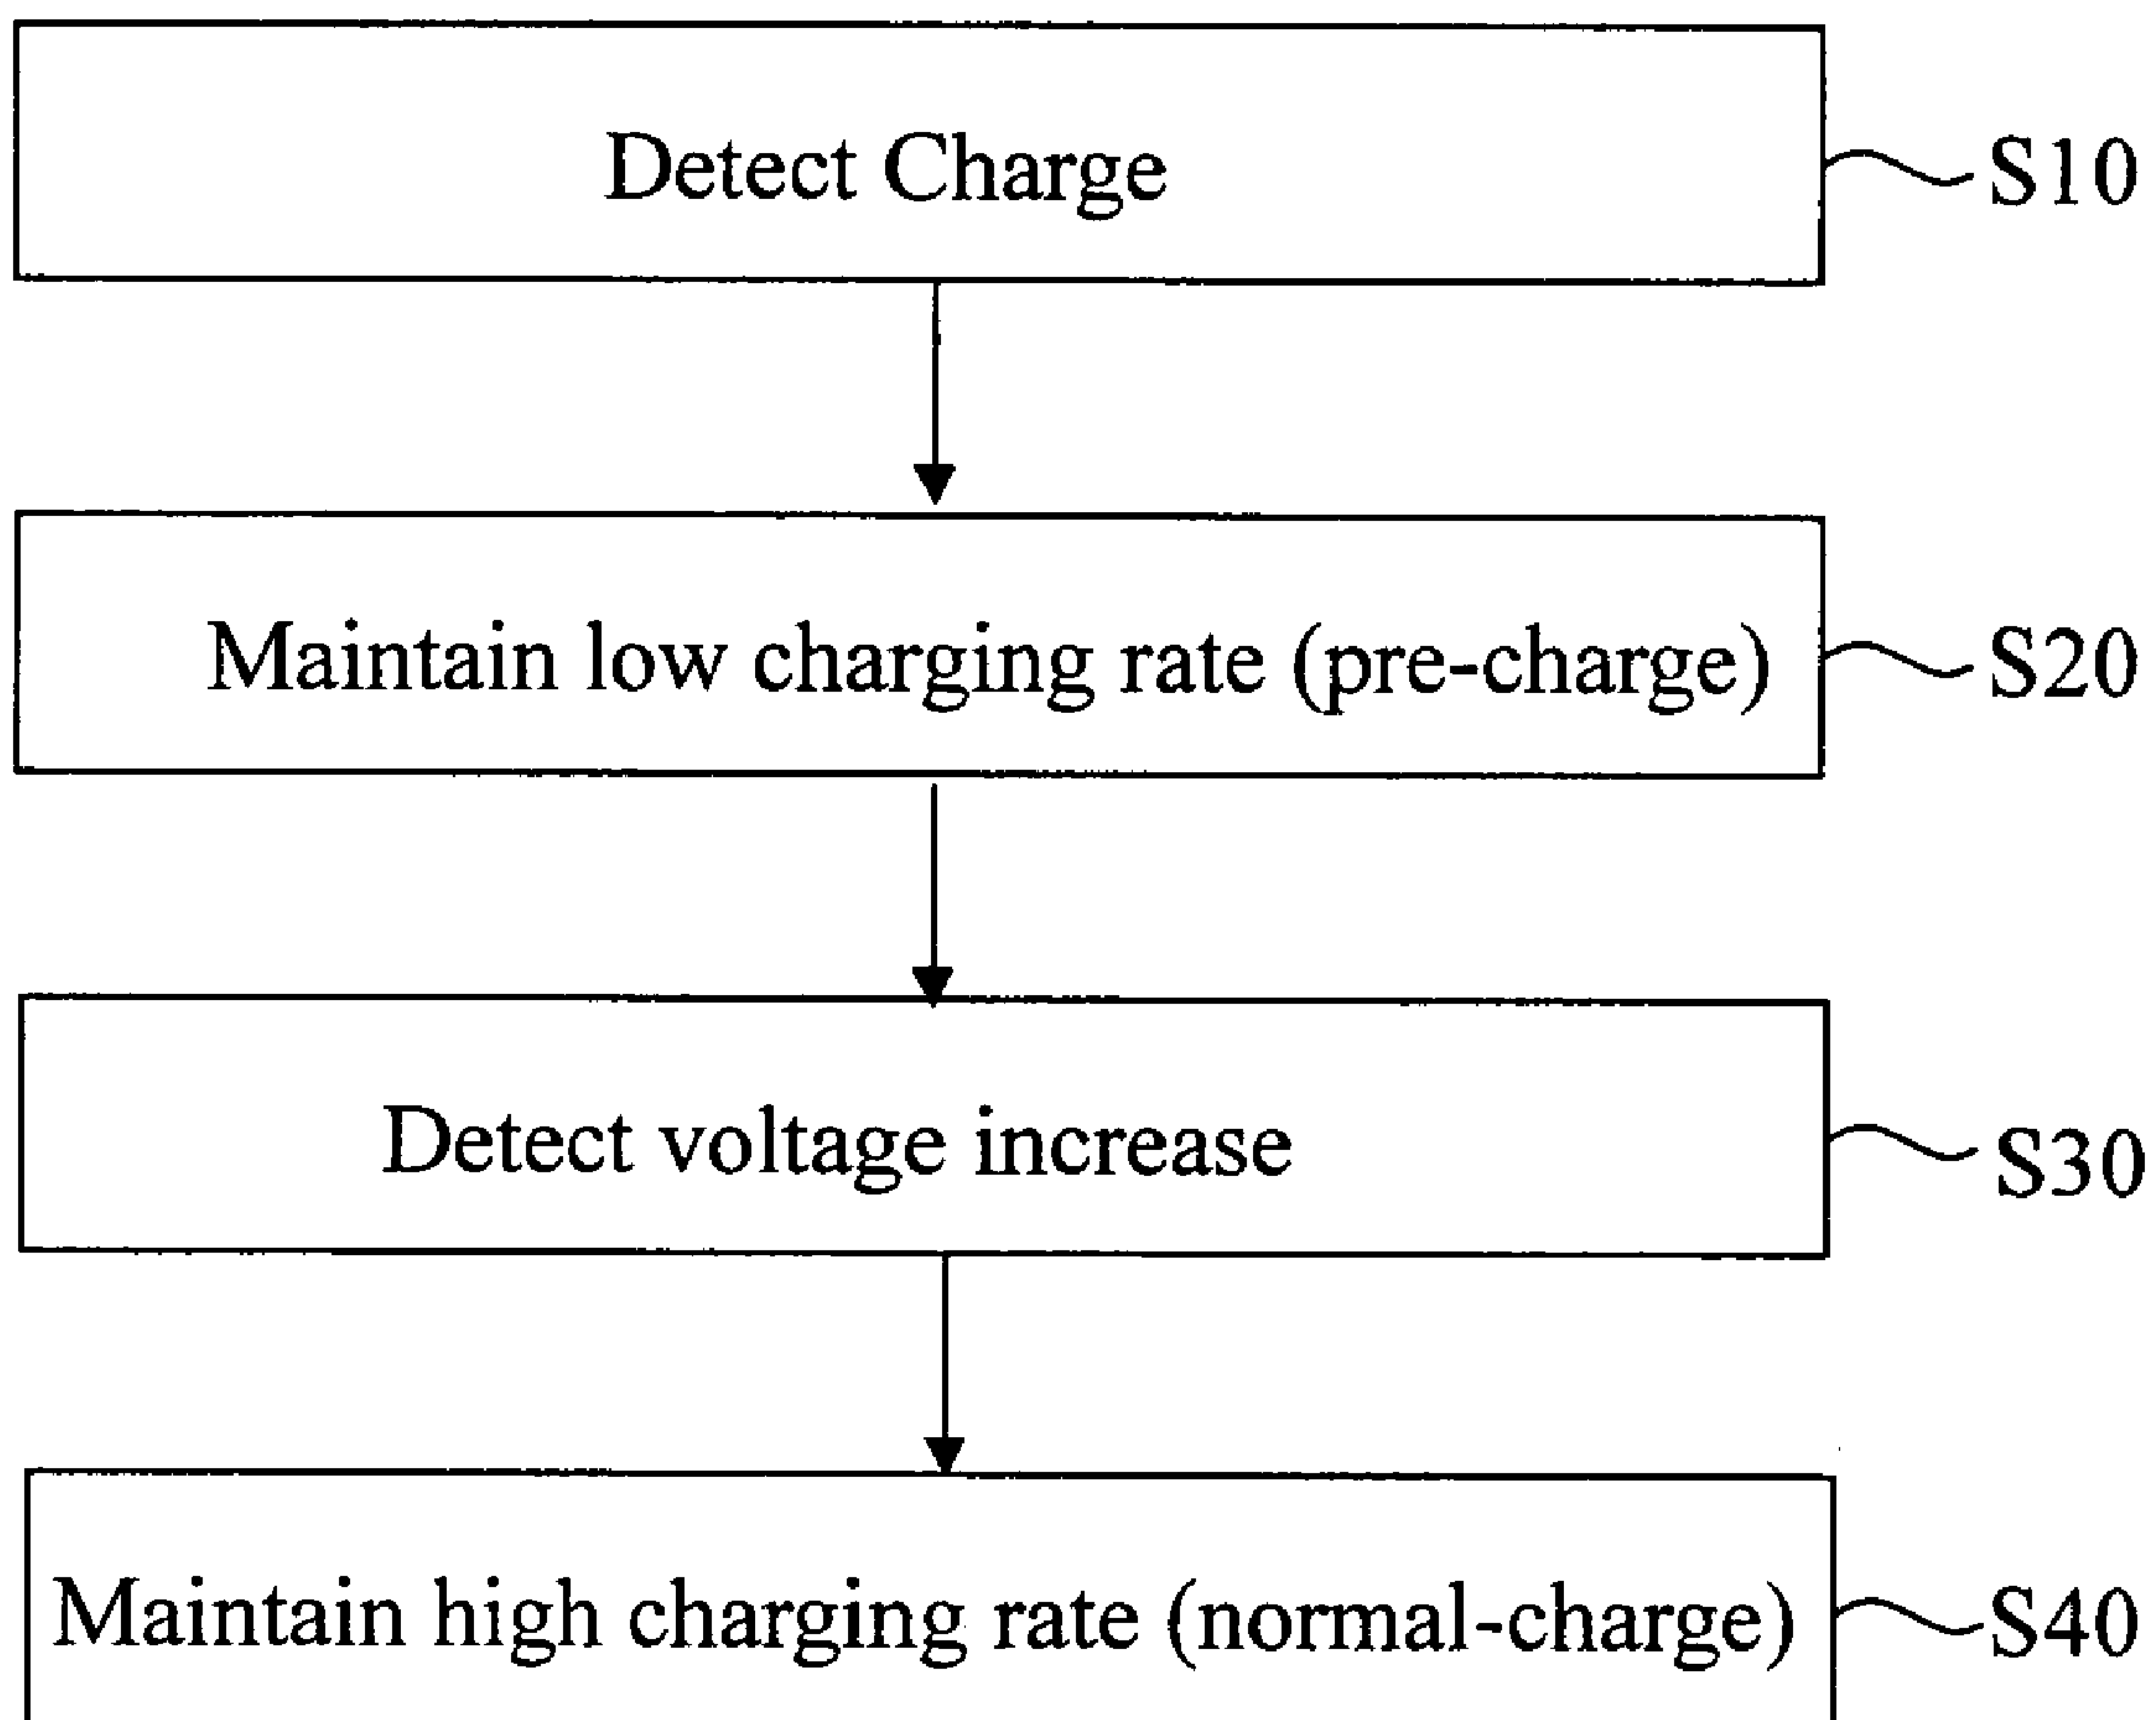 Detect Charge
S10
Maintain low charging rate (pre-charge)
S20
Detect voltage increase
S30
Maintain high charging rate (normal-charge)
S40